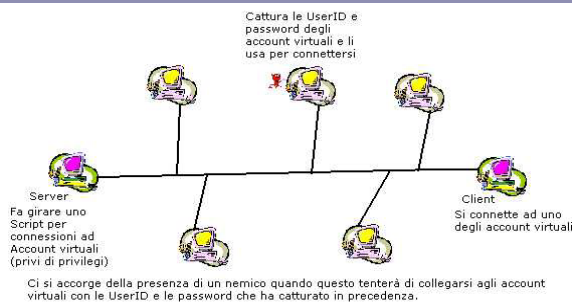 Cattura le UserID e
password degli
account virtuali e li
usa per connettersi
Server
Fa girare uno
Script per
connessioni ad
Account virtuali
(privi di privilegi)
Client
Si connette ad uno
degli account virtuali
Ci si accorge della presenza di un nemico quando questo tenterà di collegarsi agli account
virtuali con le UserID e le password che ha catturato in precedenza.